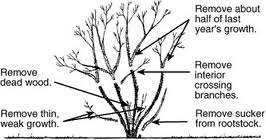 Remove about
half of last
year's growth.
Remove
dead wood.
Remove
interior
crossing
branches.
Remove thin,
weak growth.
Remove sucker
from rootstock.